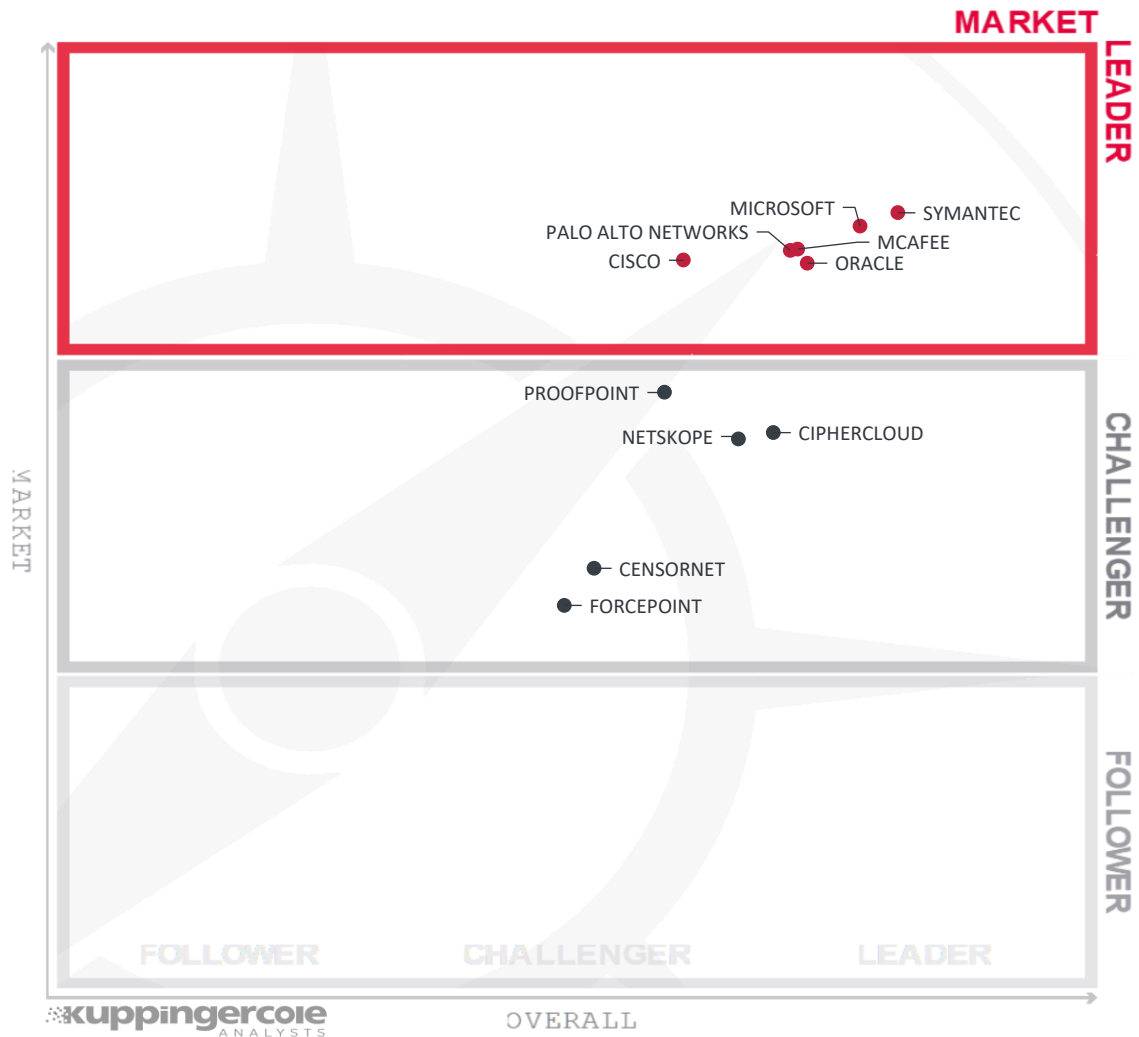 MARKET
LEADER
MICROSOFT
SYMANTEC
PALO ALTO NETWORKS
MCAFEE
CISCO
ORACLE
PROOFPOINT
NETSKOPE
CIPHERCLOUD
CHALLENGER
MARKET
CENSORNET
FORCEPOINT
FOLLOWER
FOLLOWER CHALLENGER LEADER
kuppingercole
ANALYSTS
OVERALL